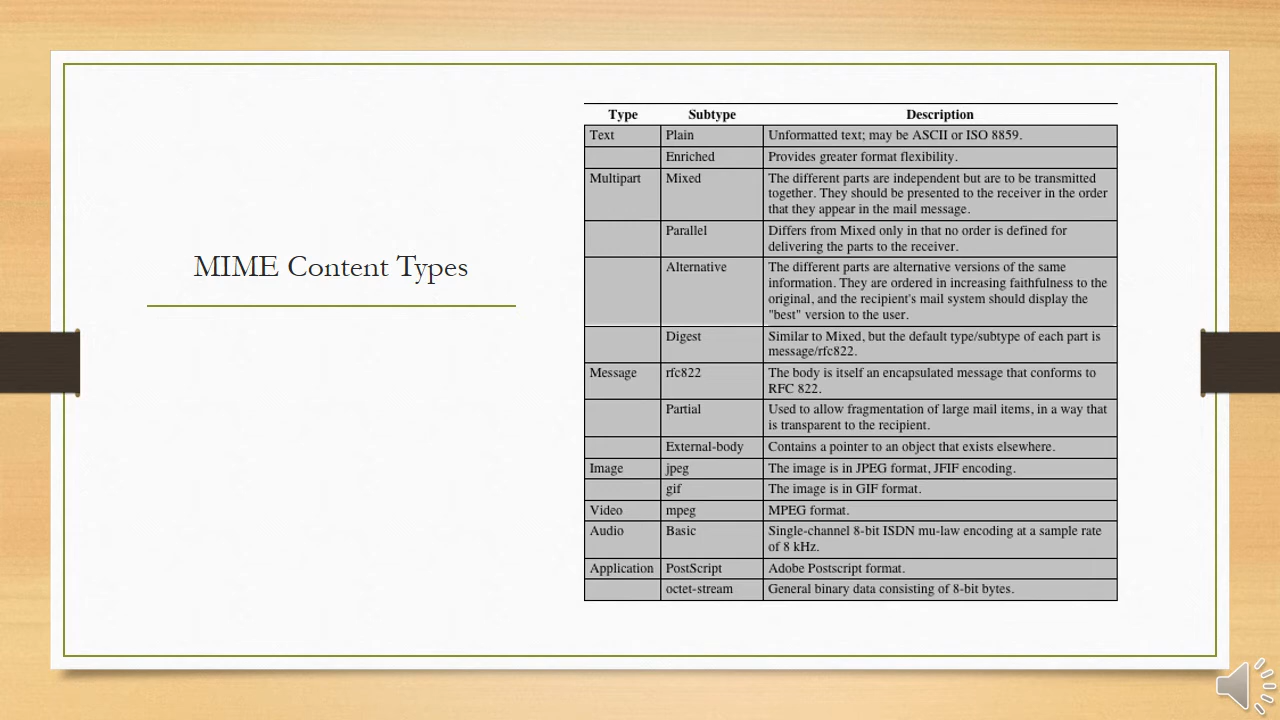 MIME Content Types
Type Subtype Description
Text Plain Unformatted text; may be ASCII or ISO 8859.
Enriched Provides greater format flexibility.
Multipart Mixed The different parts are independent but are to be transmitted
together. They should be presented to the receiver in the order
that they appear in the mail message.
Parallel Differs from Mixed only in that no order is defined for
delivering the parts to the receiver.
Alternative The different parts are alternative versions of the same
information. They are ordered in increasing faithfulness to the
original, and the recipient's mail system should display the
"best" version to the user.
Digest Similar to Mixed, but the default type/subtype of each part is
message/rfc822.
Message rfc822 The body is itself an encapsulated message that conforms to
RFC 822.
Partial Used to allow fragmentation of large mail items, in a way that
is transparent to the recipient.
External-body Contains a pointer to an object that exists elsewhere.
Image jpeg The image is in JPEG format, JFIF encoding.
gif The image is in GIF format.
Video mpeg MPEG format.
Audio Basic Single-channel 8-bit ISDN mu-law encoding at a sample rate
of 8 kHz.
Application PostScript Adobe Postscript format.
octet-stream General binary data consisting of 8-bit bytes.